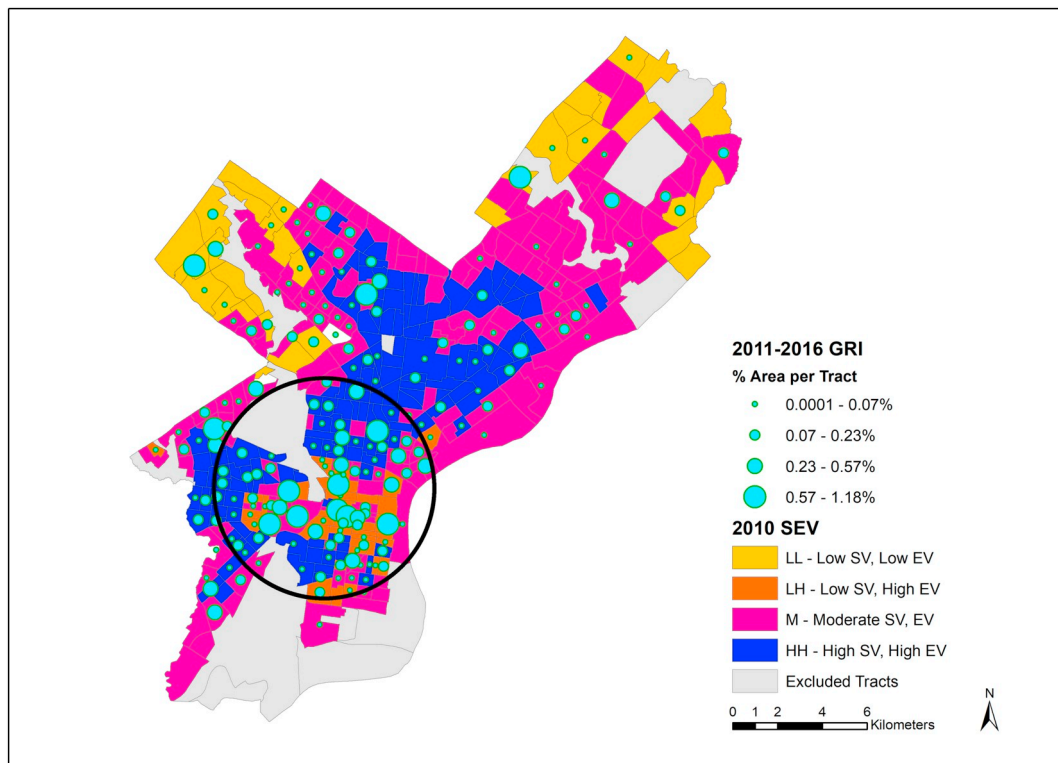 2011-2016 GRI
% Area per Tract
0.0001 - 0.07%
0.07 - 0.23%
0.23 - 0.57%
0.57 - 1.18%
2010 SEV
LL - Low SV, Low EV
LH - Low SV, High EV
M - Moderate SV, EV
HH - High SV, High EV
Excluded Tracts
N
0 1 2 4 6
Kilometers